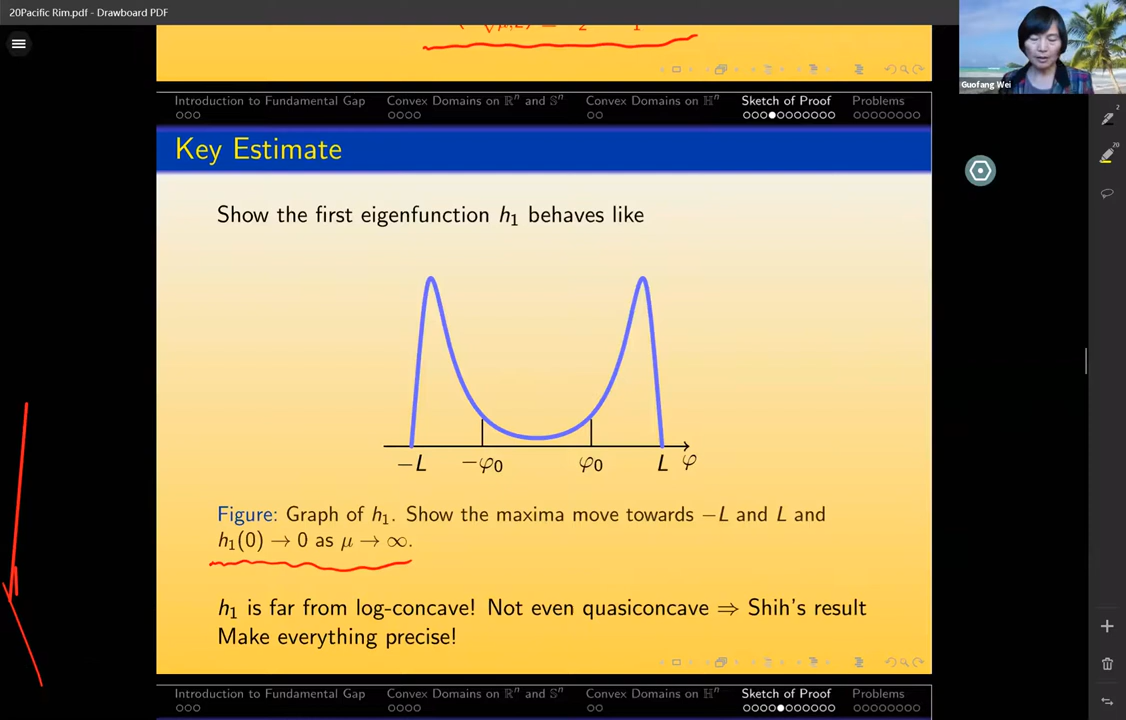 20Pacific Rim.pdf - Drawboard PDF
Guofang Wei
Introduction to Fundamental Gap Convex Domains on ℝⁿ and 𝕊ⁿ Convex Domains on ℍⁿ Sketch of Proof Problems
Key Estimate
Show the first eigenfunction h₁ behaves like
−L −φ₀ φ₀ L φ
Figure: Graph of h₁. Show the maxima move towards −L and L and
h₁(0) → 0 as μ → ∞.
h₁ is far from log-concave! Not even quasiconcave ⇒ Shih's result
Make everything precise!
Introduction to Fundamental Gap Convex Domains on ℝⁿ and 𝕊ⁿ Convex Domains on ℍⁿ Sketch of Proof Problems
2
20